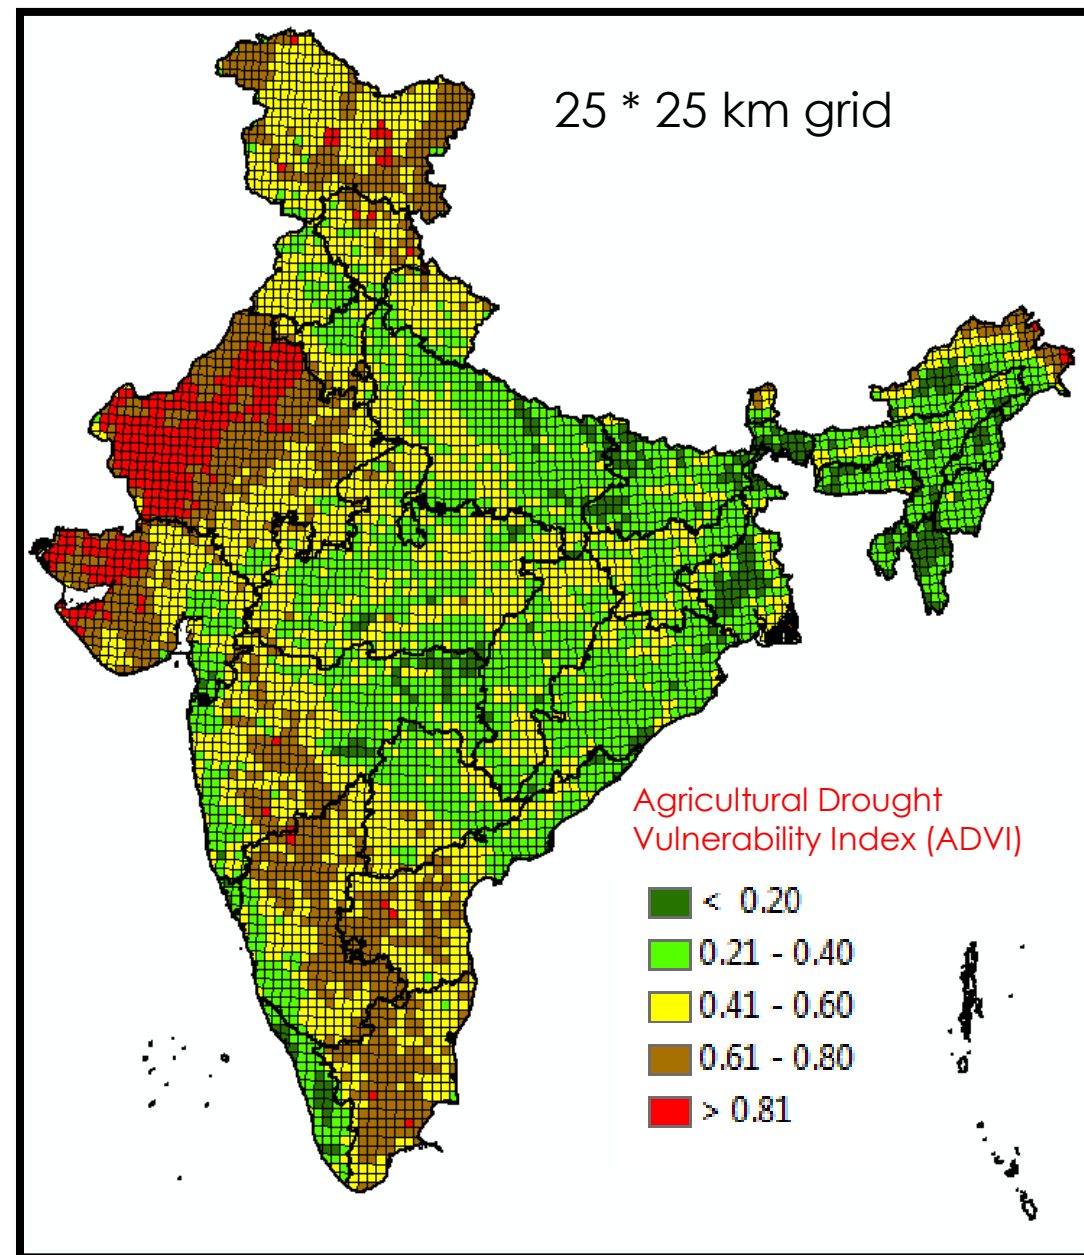 25 * 25 km grid
Agricultural Drought
Vulnerability Index (ADVI)
< 0.20
0.21 - 0.40
0.41 - 0.60
0.61 - 0.80
> 0.81